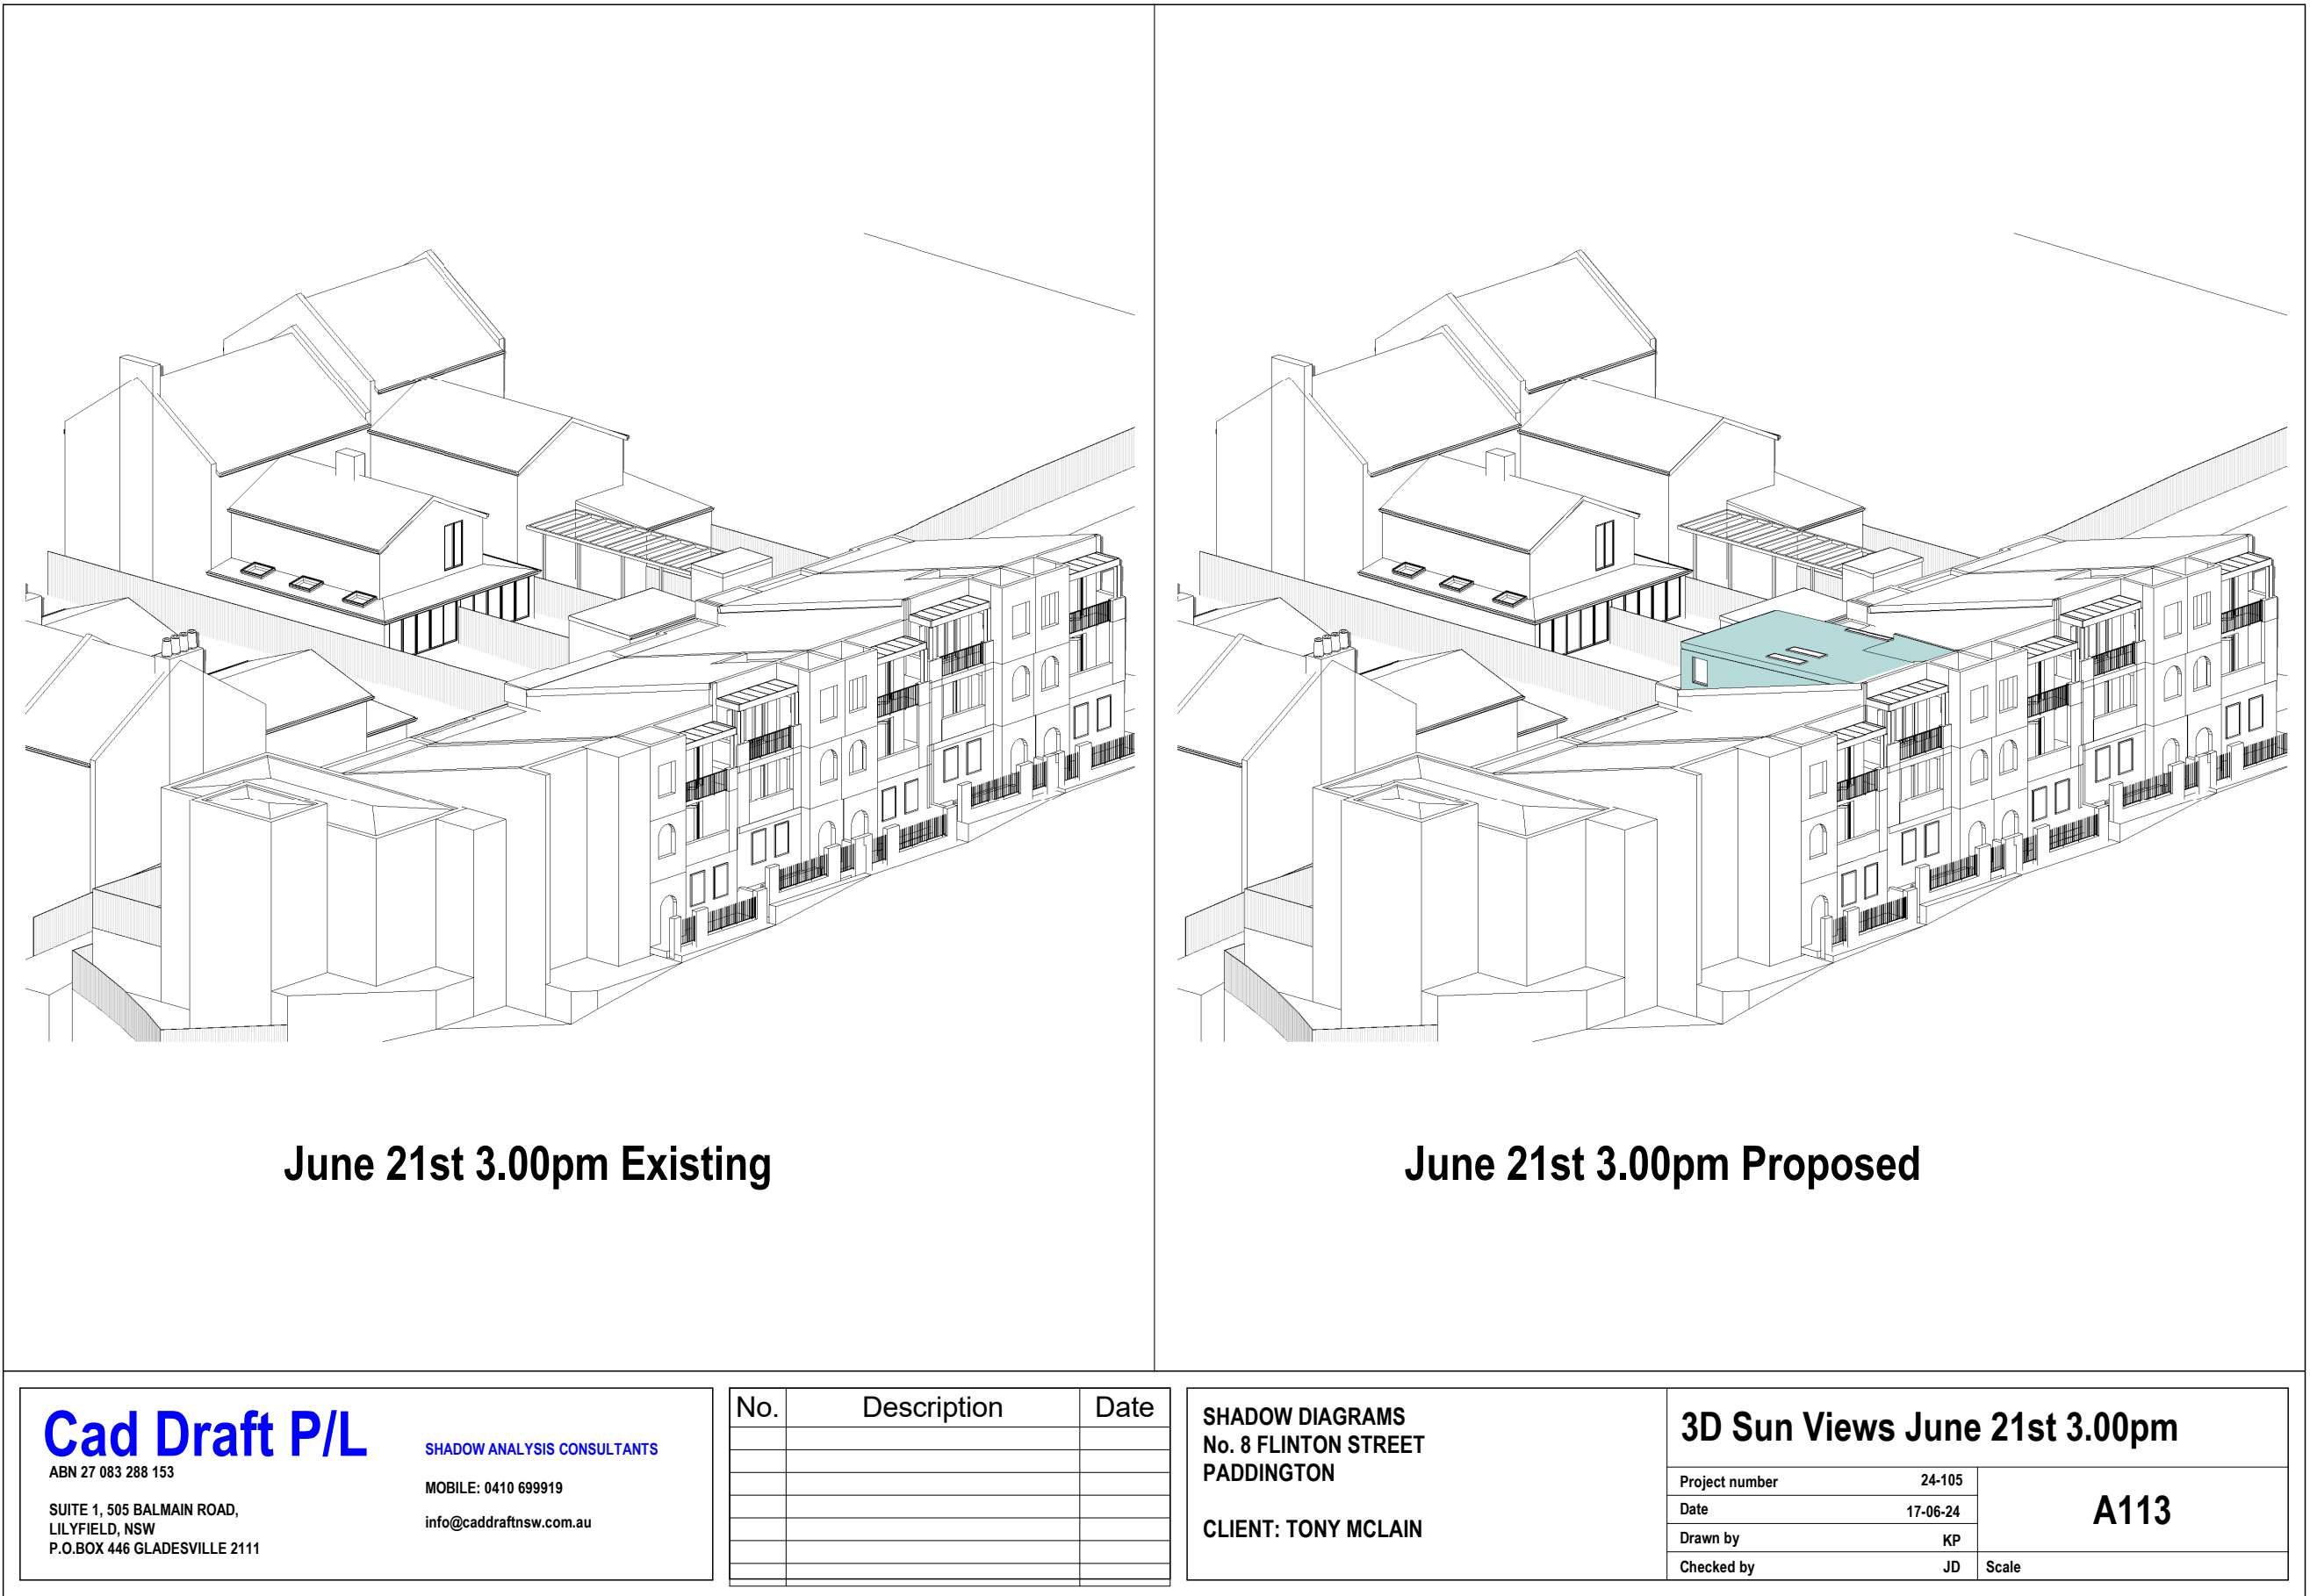 June 21st 3.00pm Existing
June 21st 3.00pm Proposed
Cad Draft P/L
ABN 27 083 288 153
SUITE 1, 505 BALMAIN ROAD,
LILYFIELD, NSW
P.O.BOX 446 GLADESVILLE 2111
SHADOW ANALYSIS CONSULTANTS
MOBILE: 0410 699919
info@caddraftnsw.com.au
No. Description Date
SHADOW DIAGRAMS
No. 8 FLINTON STREET
PADDINGTON
CLIENT: TONY MCLAIN
3D Sun Views June 21st 3.00pm
Project number 24-105
Date 17-06-24
Drawn by KP
Checked by JD
A113
Scale